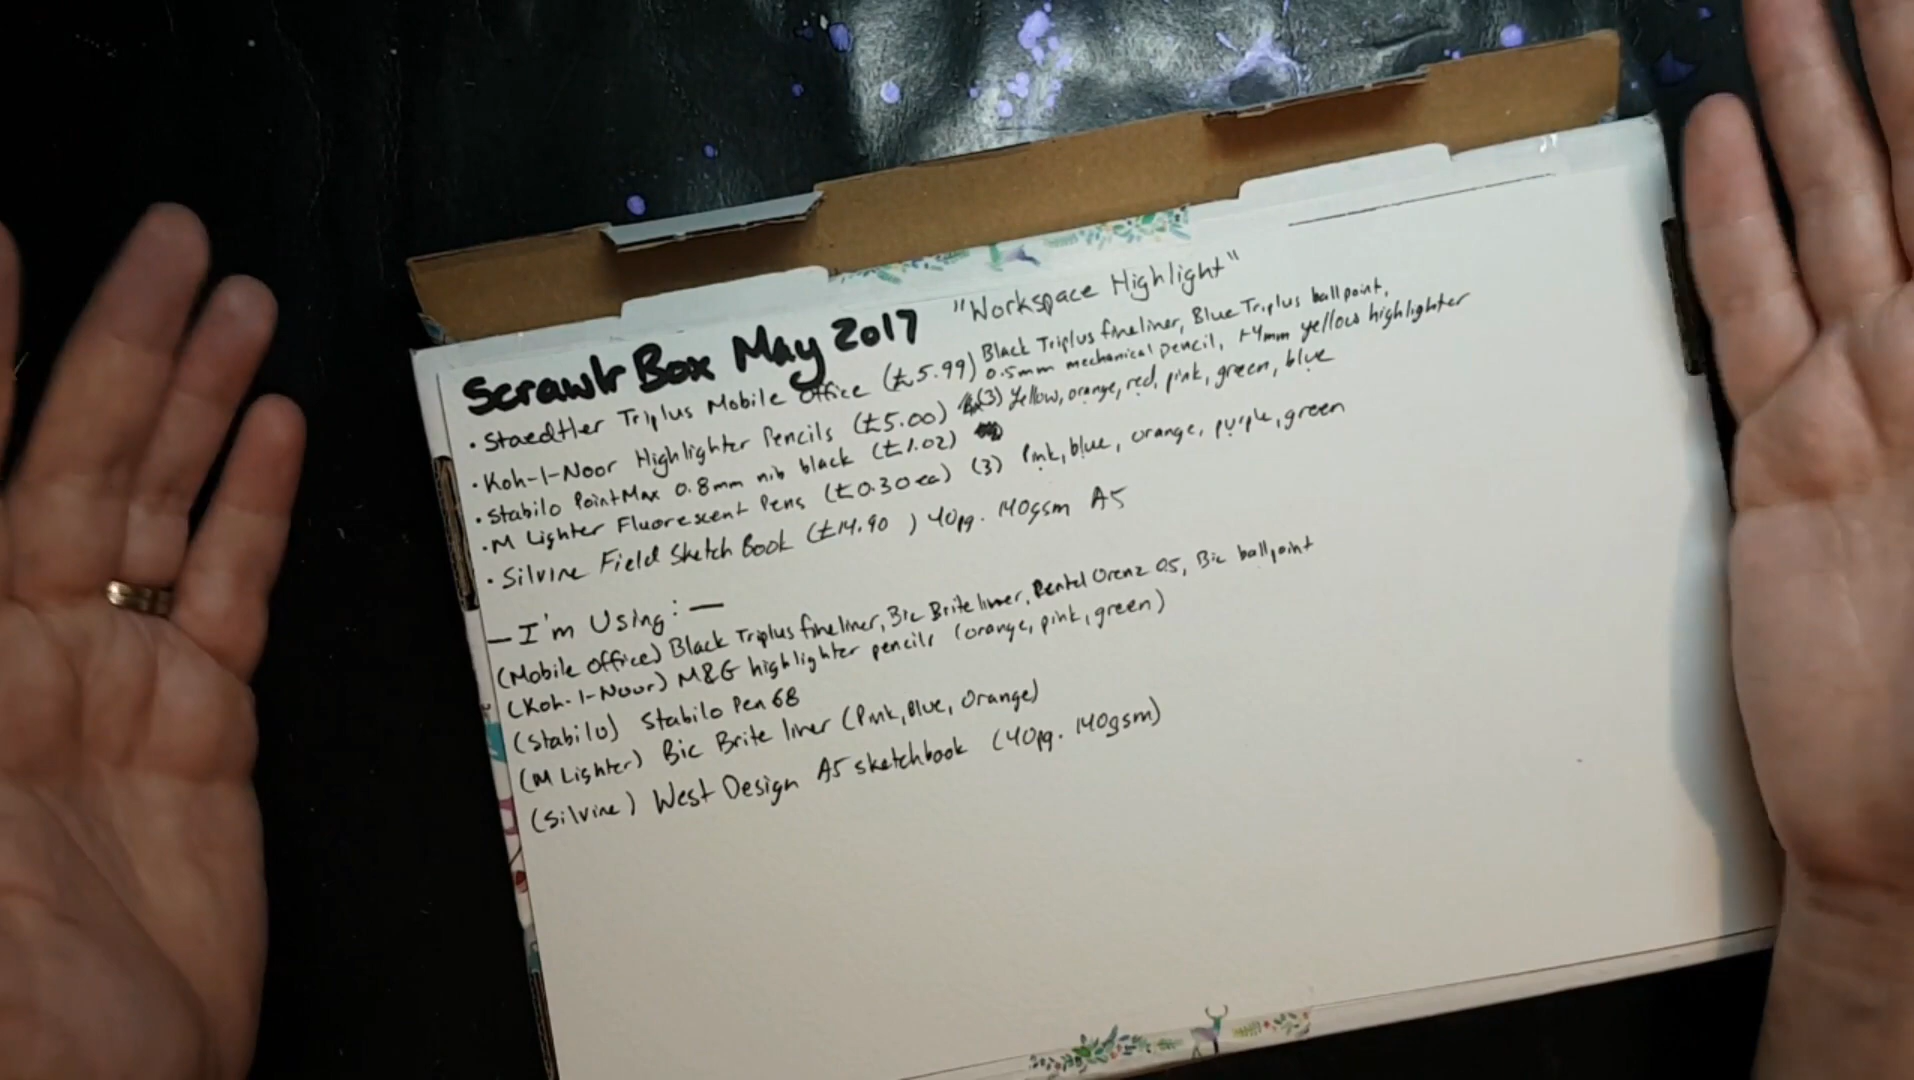 "Workspace Highlight"
Scrawlr Box May 2017
• Staedtler Triplus Mobile Office (£5.99) Black Triplus fineliner, Blue Triplus ballpoint,
0.5mm mechanical pencil, 1-4mm yellow highlighter
• Koh-I-Noor Highlighter Pencils (£5.00) (3) Yellow, orange, red, pink, green, blue
• Stabilo PointMax 0.8mm nib black (£1.02)
• M Lighter Fluorescent Pens (£0.30 ea) (3) Pink, blue, orange, purple, green
• Silvine Field Sketch Book (£14.90 ) 40pg. 140gsm A5
— I'm Using: —
(Mobile office) Black Triplus fineliner, Bic Brite liner, Pentel Orenz 0.5, Bic ballpoint
(Koh-I-Noor) M&G highlighter pencils (orange, pink, green)
(Stabilo) Stabilo Pen 68
(M Lighter) Bic Brite liner (Pink, Blue, Orange)
(Silvine) West Design A5 sketchbook (40pg. 140gsm)